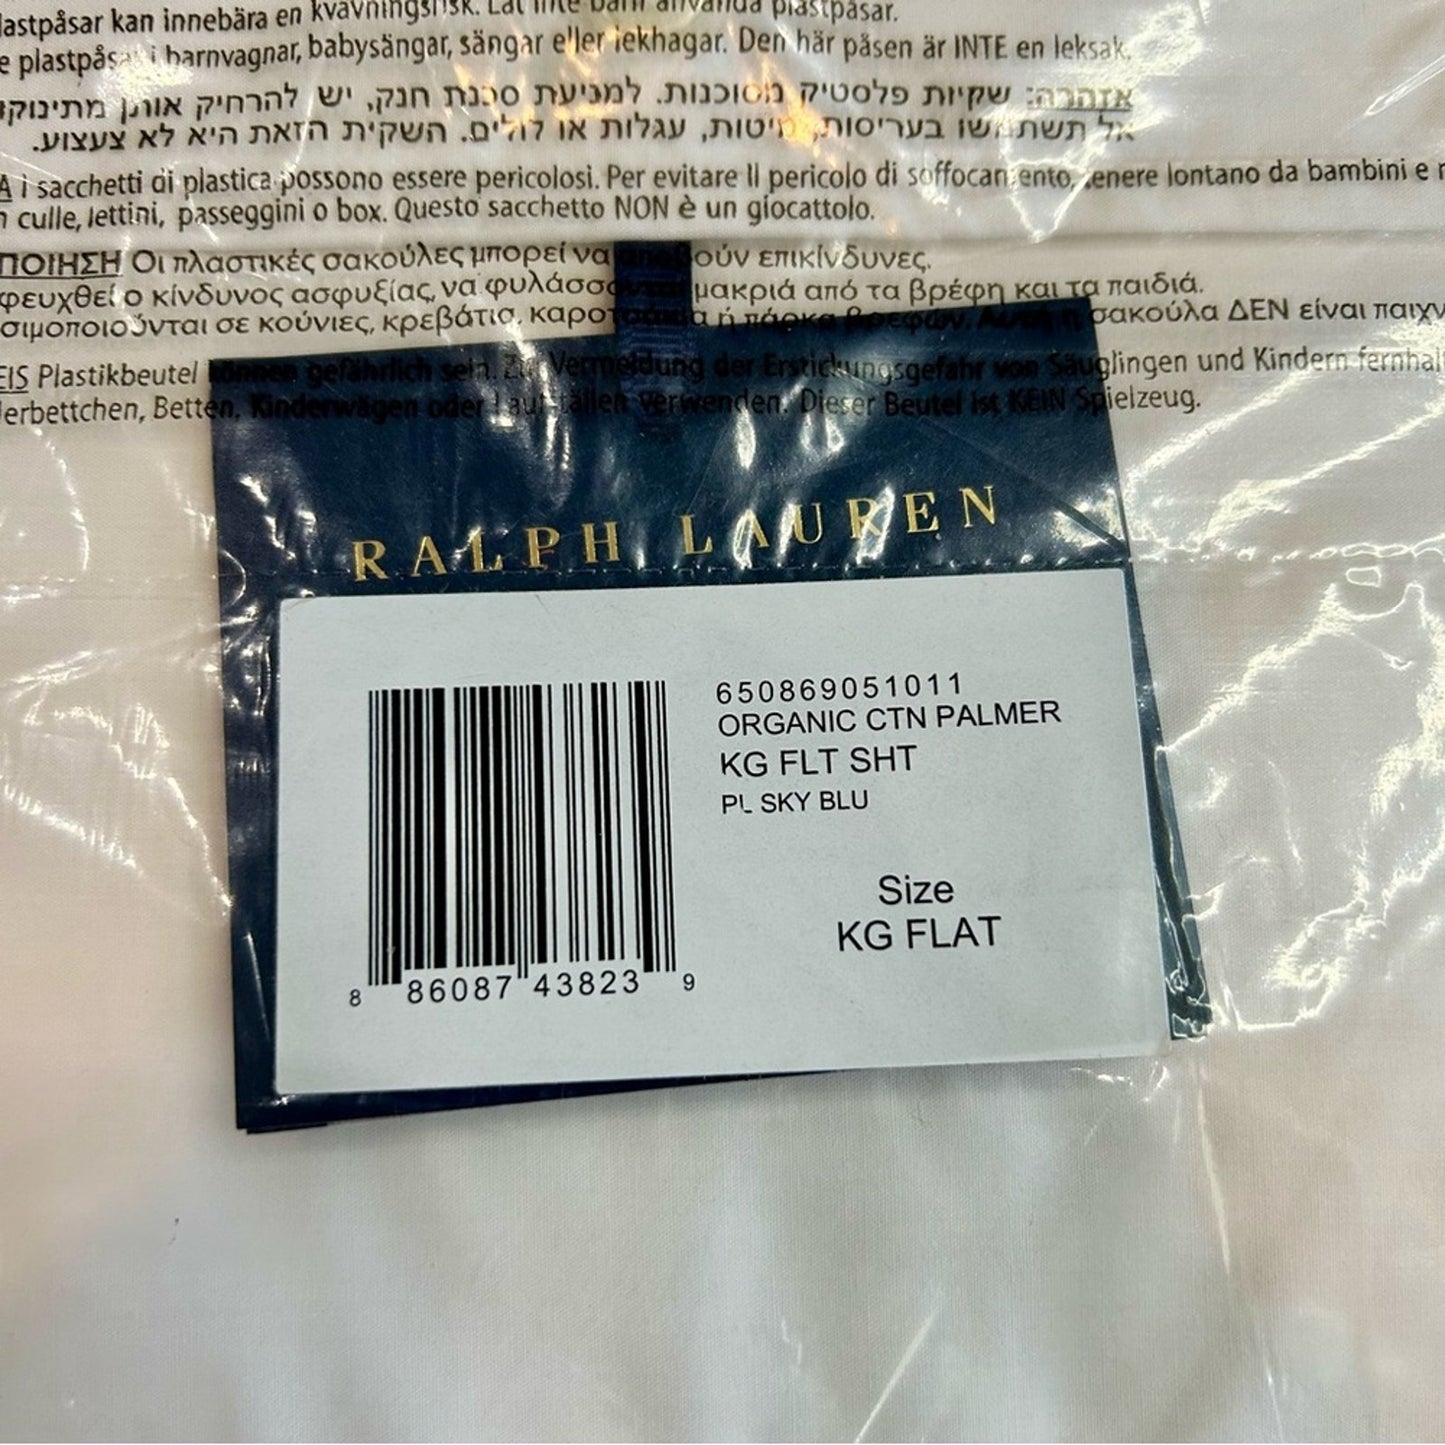 lastpåsar kan innebära en kvävningsrisk. Låt inte barn använda plastpåsar.
e plastpåsar i barnvagnar, babysängar, sängar eller lekhagar. Den här påsen är INTE en leksak.
אזהרה: שקיות פלסטיק מסוכנות. למניעת סכנת חנק, יש להרחיק אותן מתינוקו
אל תשתמשו בעריסות, מיטות, עגלות או לולים. השקית הזאת היא לא צעצוע.
A i sacchetti di plastica possono essere pericolosi. Per evitare Il pericolo di soffocamento, tenere lontano da bambini e n
n culle, lettini, passeggini o box. Questo sacchetto NON è un giocattolo.
ΠΟΙΗΣΗ Οι πλαστικές σακούλες μπορεί να αποβούν επικίνδυνες.
φευχθεί ο κίνδυνος ασφυξίας, να φυλάσσονται μακριά από τα βρέφη και τα παιδιά.
σιμοποιούνται σε κούνιες, κρεβάτια, καροτσάκια ή πάρκα βρεφών. Αυτή η σακούλα ΔΕΝ είναι παιχν
EIS Plastikbeutel können gefährlich sein. Zur Vermeidung der Erstickungsgefahr von Säuglingen und Kindern fernhal
lerbettchen, Betten, Kinderwägen oder Laufställen verwenden. Dieser Beutel ist KEIN Spielzeug.
RALPH LAUREN
650869051011
ORGANIC CTN PALMER
KG FLT SHT
PL SKY BLU
Size
KG FLAT
8 86087 43823 9